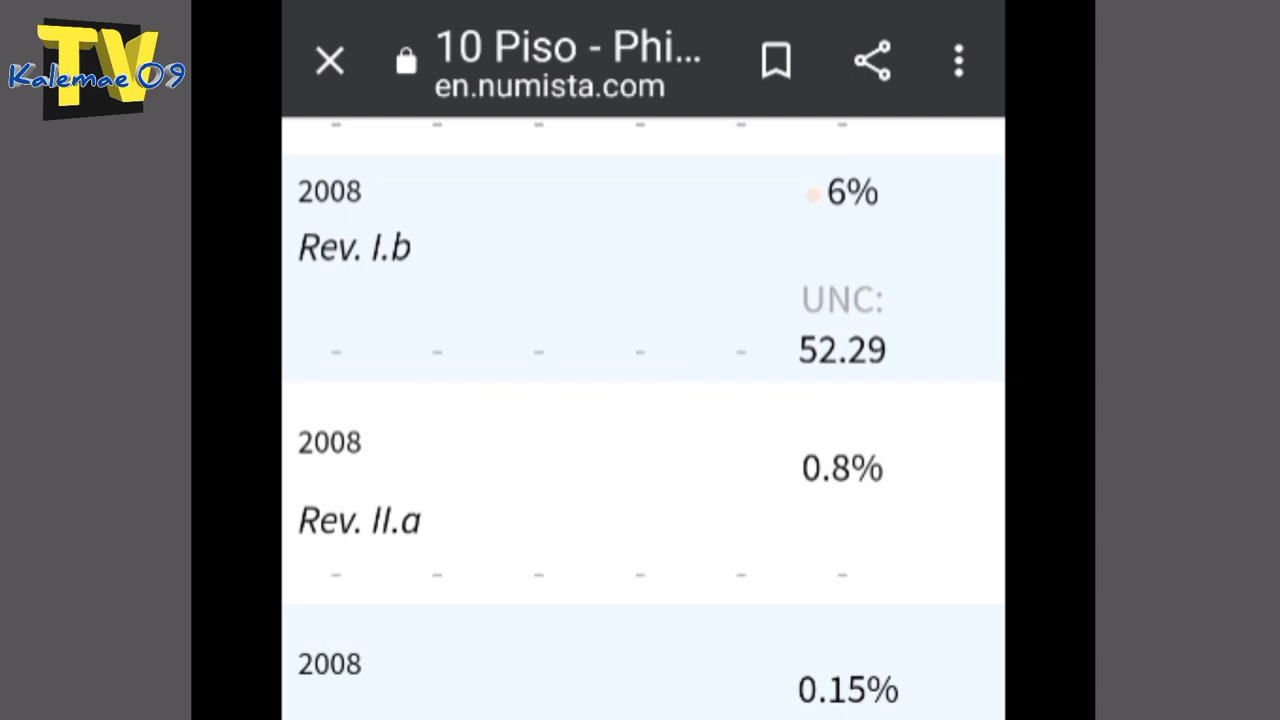 TV
Kalemae 09
10 Piso - Phi...
en.numista.com
- - - - - -
2008
6%
Rev. I.b
UNC:
- - - - - 52.29
2008
0.8%
Rev. II.a
- - - - - -
2008
0.15%